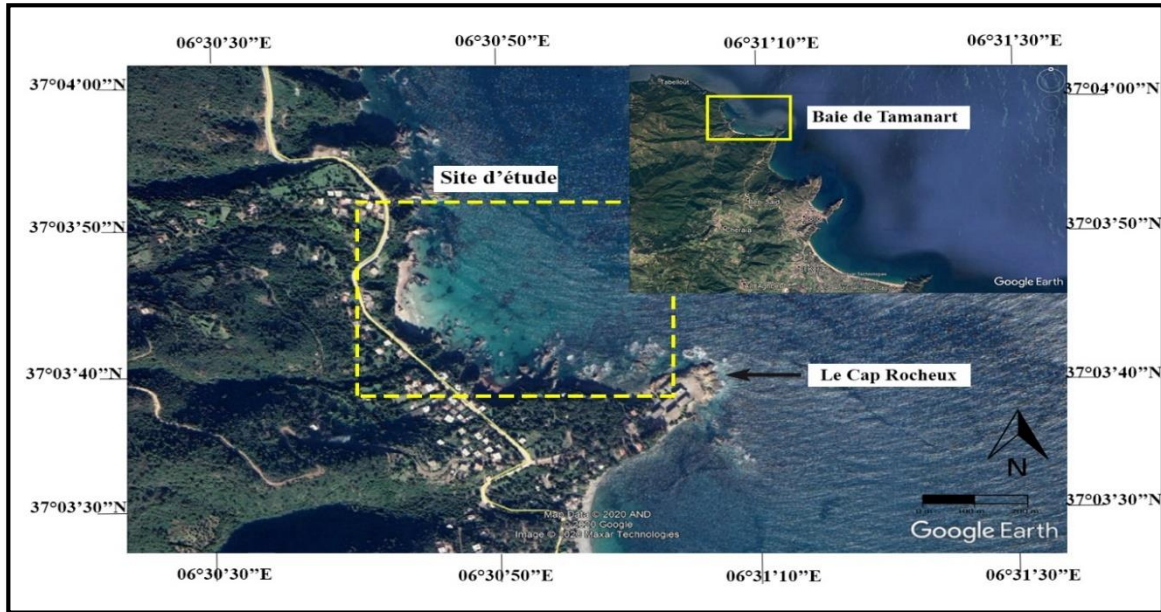 06°30'30”E 06°30'50”E 06°31'10”E 06°31'30”E
37°04'00”N 37°04'00”N
Tabellout
Baie de Tamanart
Site d’étude
37°03'50”N 37°03'50”N
Google Earth
37°03'40”N 37°03'40”N
Le Cap Rocheux
N
37°03'30”N 37°03'30”N
Map Data © 2020 AND
© 2020 Google
Image © 2020 Maxar Technologies
Google Earth
06°30'30”E 06°30'50”E 06°31'10”E 06°31'30”E